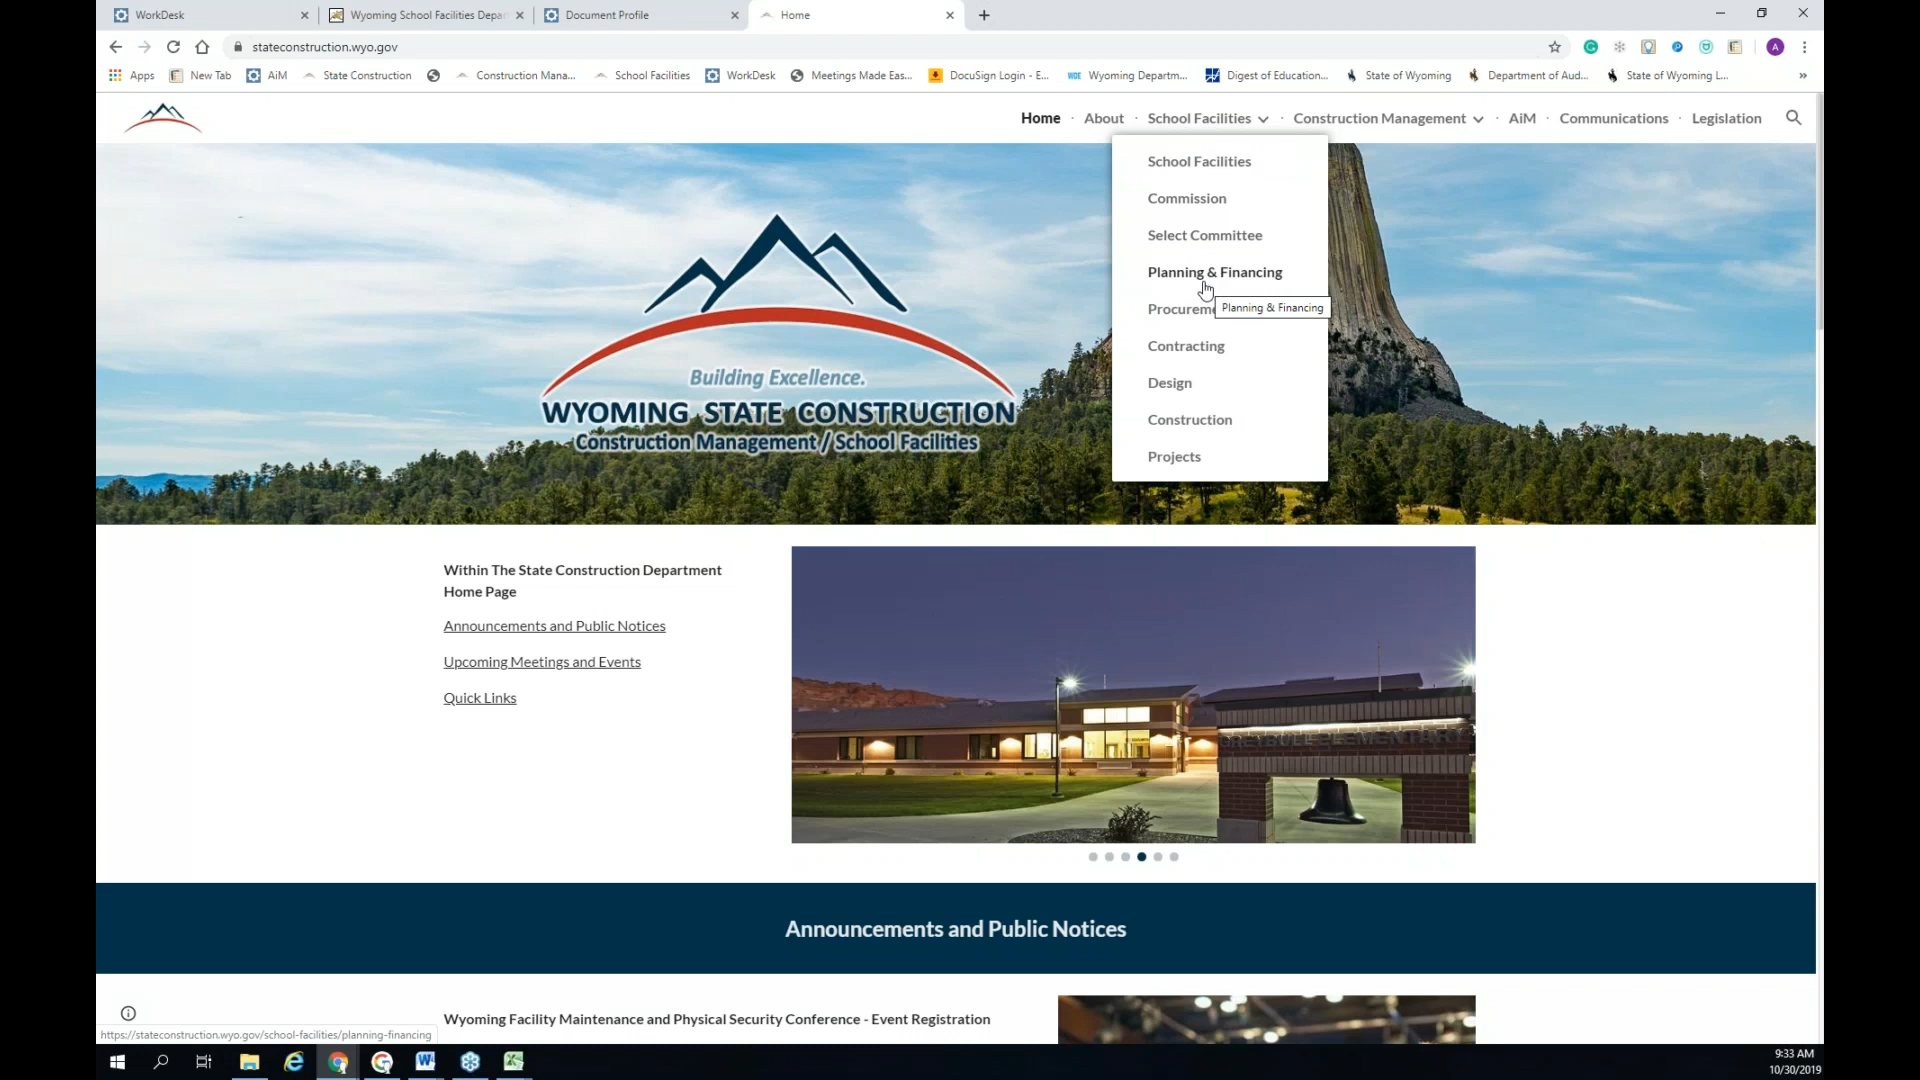 WorkDesk
Wyoming School Facilities Depar
Document Profile
Home
stateconstruction.wyo.gov
A
Apps
New Tab
AiM
State Construction
Construction Mana...
School Facilities
WorkDesk
Meetings Made Eas...
DocuSign Login - E...
WDE
Wyoming Departm...
Digest of Education...
State of Wyoming
Department of Aud...
State of Wyoming L...
»
Home · About · School Facilities · Construction Management · AiM · Communications · Legislation
School Facilities
Commission
Select Committee
Planning & Financing
Procureme
Planning & Financing
Contracting
Design
Construction
Projects
Building Excellence.
WYOMING STATE CONSTRUCTION
Construction Management / School Facilities
Within The State Construction Department
Home Page
Announcements and Public Notices
Upcoming Meetings and Events
Quick Links
GREYBULL ELEMENTARY
Announcements and Public Notices
Wyoming Facility Maintenance and Physical Security Conference - Event Registration
https://stateconstruction.wyo.gov/school-facilities/planning-financing
9:33 AM
10/30/2019